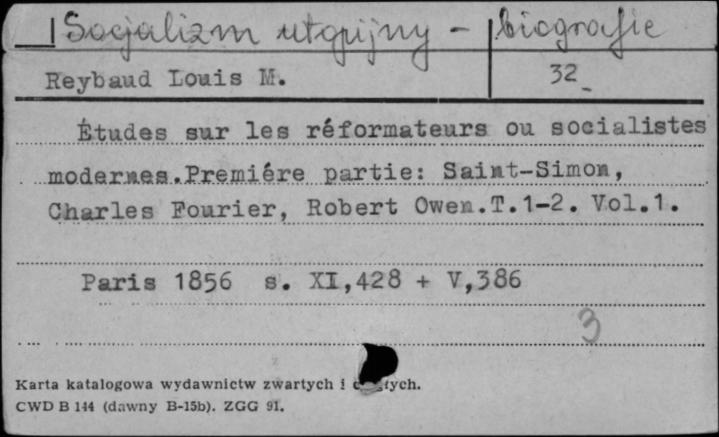 Socjalizm utopijny - biografie
Reybaud Louis M. 32
Études sur les réformateurs ou socialistes
modernes.Premiére partie: Saint-Simon,
Charles Fourier, Robert Owen.T.1-2. Vol.1.
Paris 1856 s. XI,428 + V,386
3
Karta katalogowa wydawnictw zwartych i
CWD B 144 (dawny B-15b). ZGG 91.